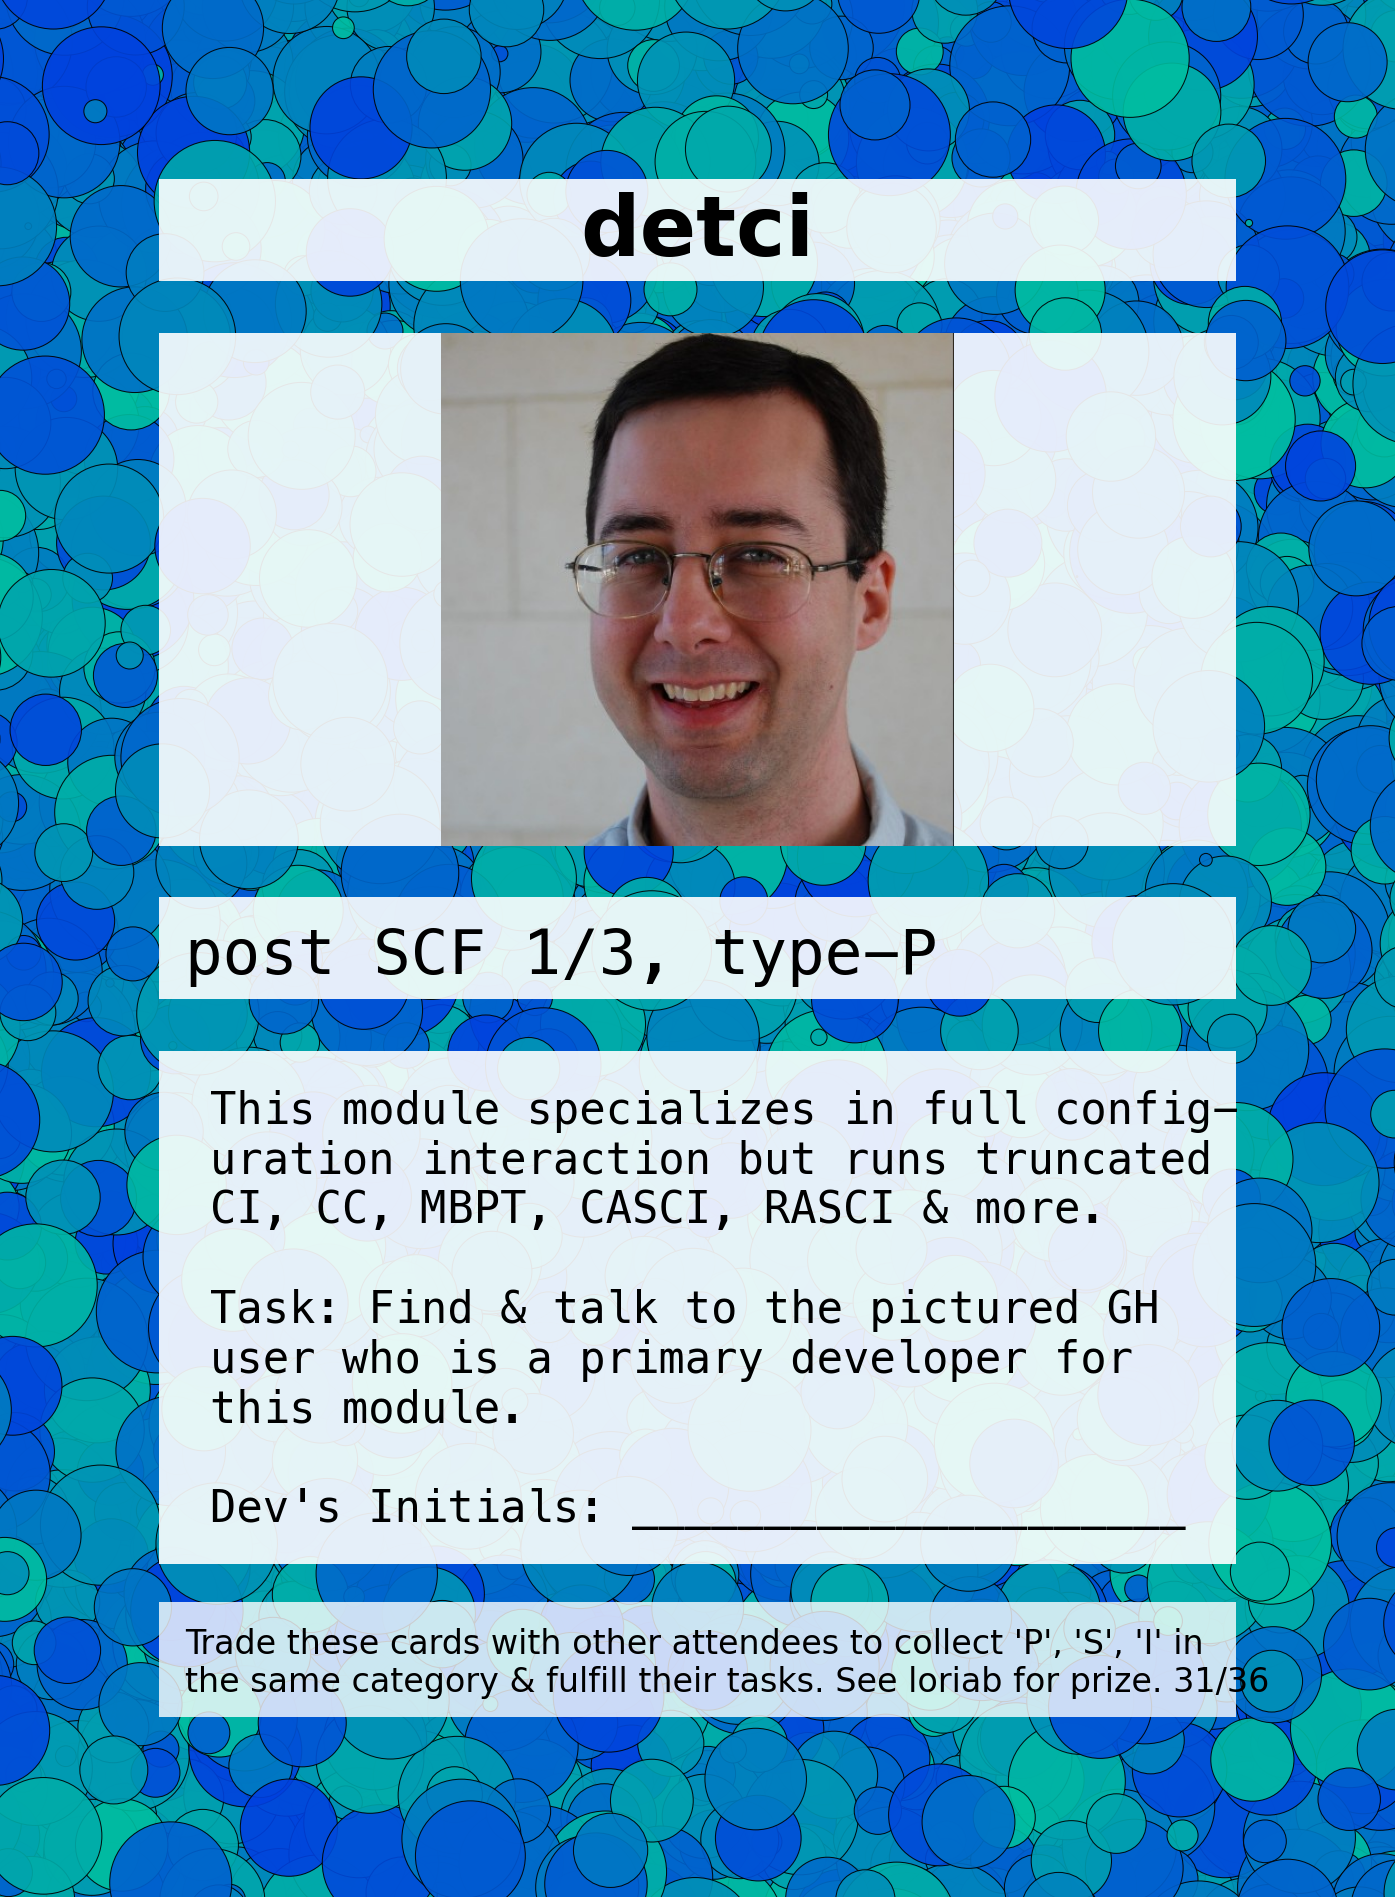 detci
post SCF 1/3, type−P
This module specializes in full config−
uration interaction but runs truncated
CI, CC, MBPT, CASCI, RASCI & more.
Task: Find & talk to the pictured GH
user who is a primary developer for
this module.
Dev's Initials: _____________________
Trade these cards with other attendees to collect 'P', 'S', 'I' in
the same category & fulfill their tasks. See loriab for prize. 31/36